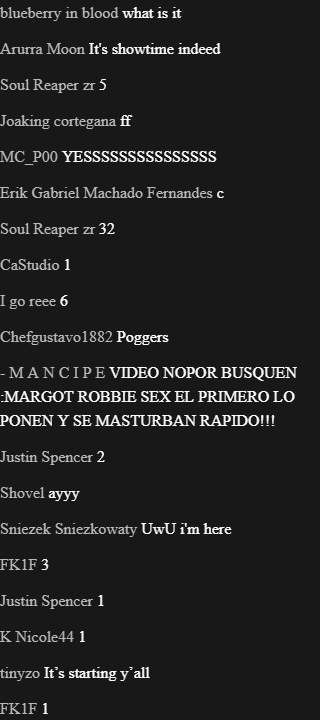 blueberry in blood what is it
Arurra Moon It's showtime indeed
Soul Reaper zr 5
Joaking cortegana ff
MC_P00 YESSSSSSSSSSSSSSS
Erik Gabriel Machado Fernandes c
Soul Reaper zr 32
CaStudio 1
I go reee 6
Chefgustavo1882 Poggers
- M A N C I P E VIDEO NOPOR BUSQUEN
:MARGOT ROBBIE SEX EL PRIMERO LO
PONEN Y SE MASTURBAN RAPIDO!!!
Justin Spencer 2
Shovel ayyy
Sniezek Sniezkowaty UwU i'm here
FK1F 3
Justin Spencer 1
K Nicole44 1
tinyzo It’s starting y’all
FK1F 1